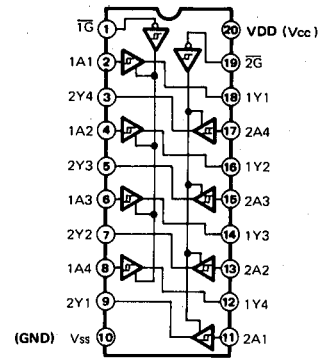 1G 1 20 VDD (Vcc)
1A1 2 19 2G
2Y4 3 18 1Y1
1A2 4 17 2A4
2Y3 5 16 1Y2
1A3 6 15 2A3
2Y2 7 14 1Y3
1A4 8 13 2A2
2Y1 9 12 1Y4
(GND) Vss 10 11 2A1